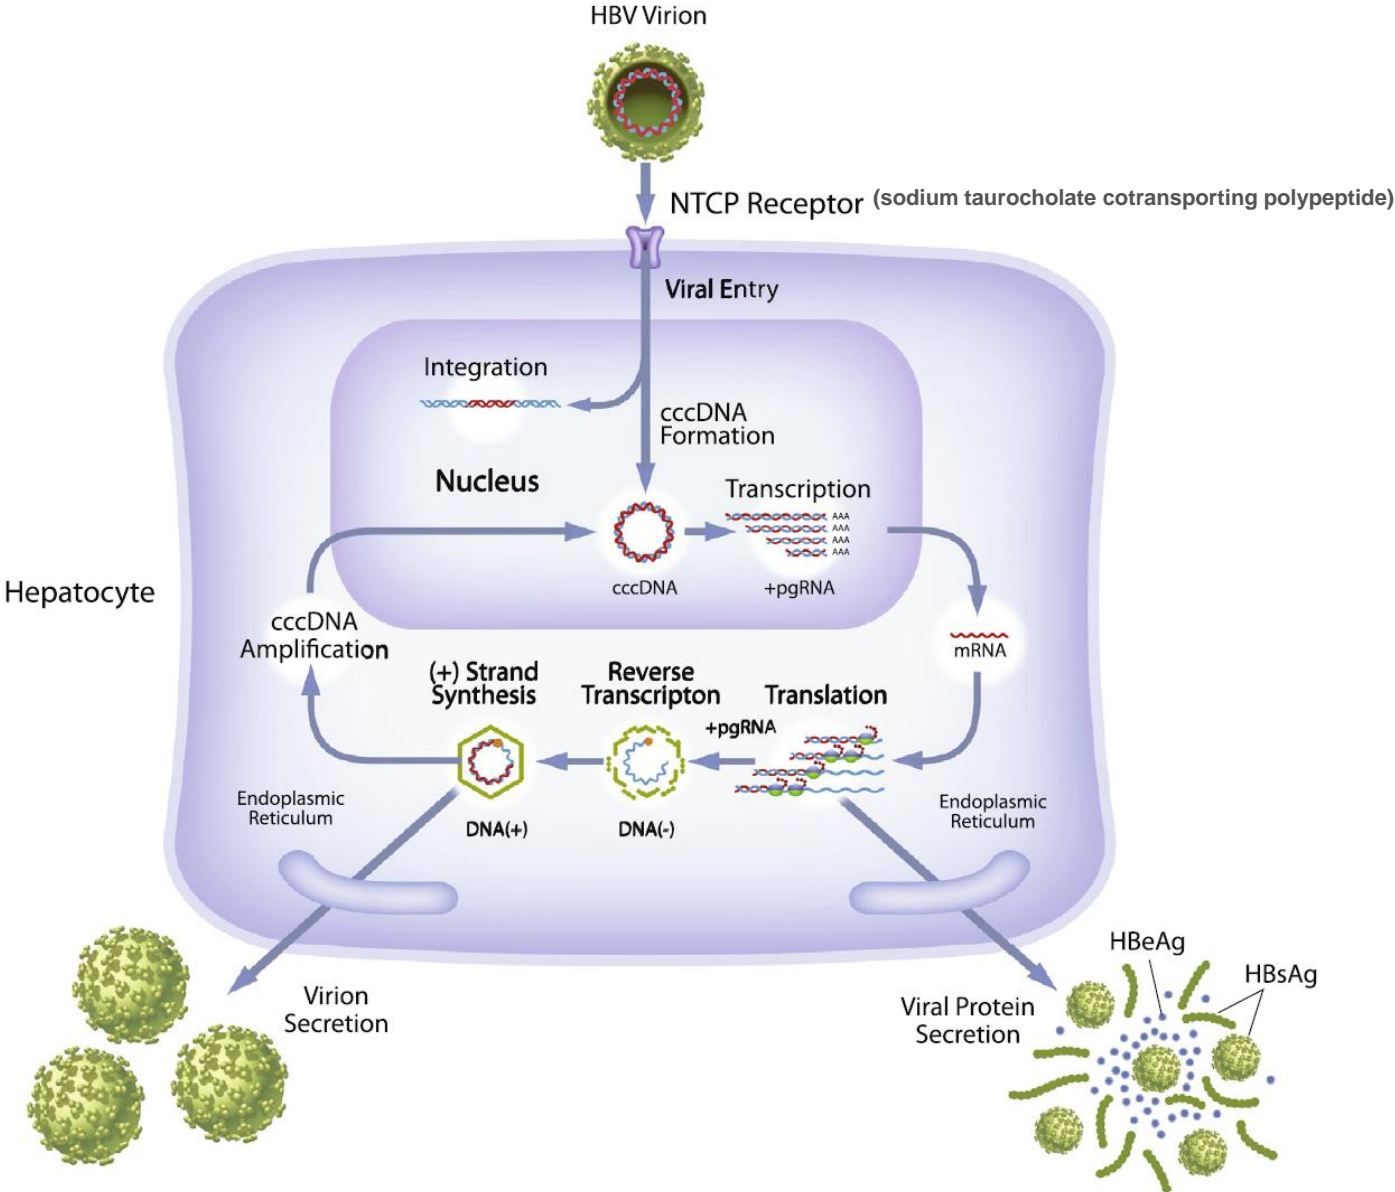 HBV Virion
NTCP Receptor (sodium taurocholate cotransporting polypeptide)
Viral Entry
Integration
cccDNA
Formation
Nucleus
Transcription
AAA
AAA
AAA
AAA
cccDNA
+pgRNA
Hepatocyte
cccDNA
Amplification
mRNA
(+) Strand
Synthesis
Reverse
Transcripton
Translation
+pgRNA
DNA(+)
DNA(-)
Endoplasmic
Reticulum
Endoplasmic
Reticulum
Virion
Secretion
Viral Protein
Secretion
HBeAg
HBsAg